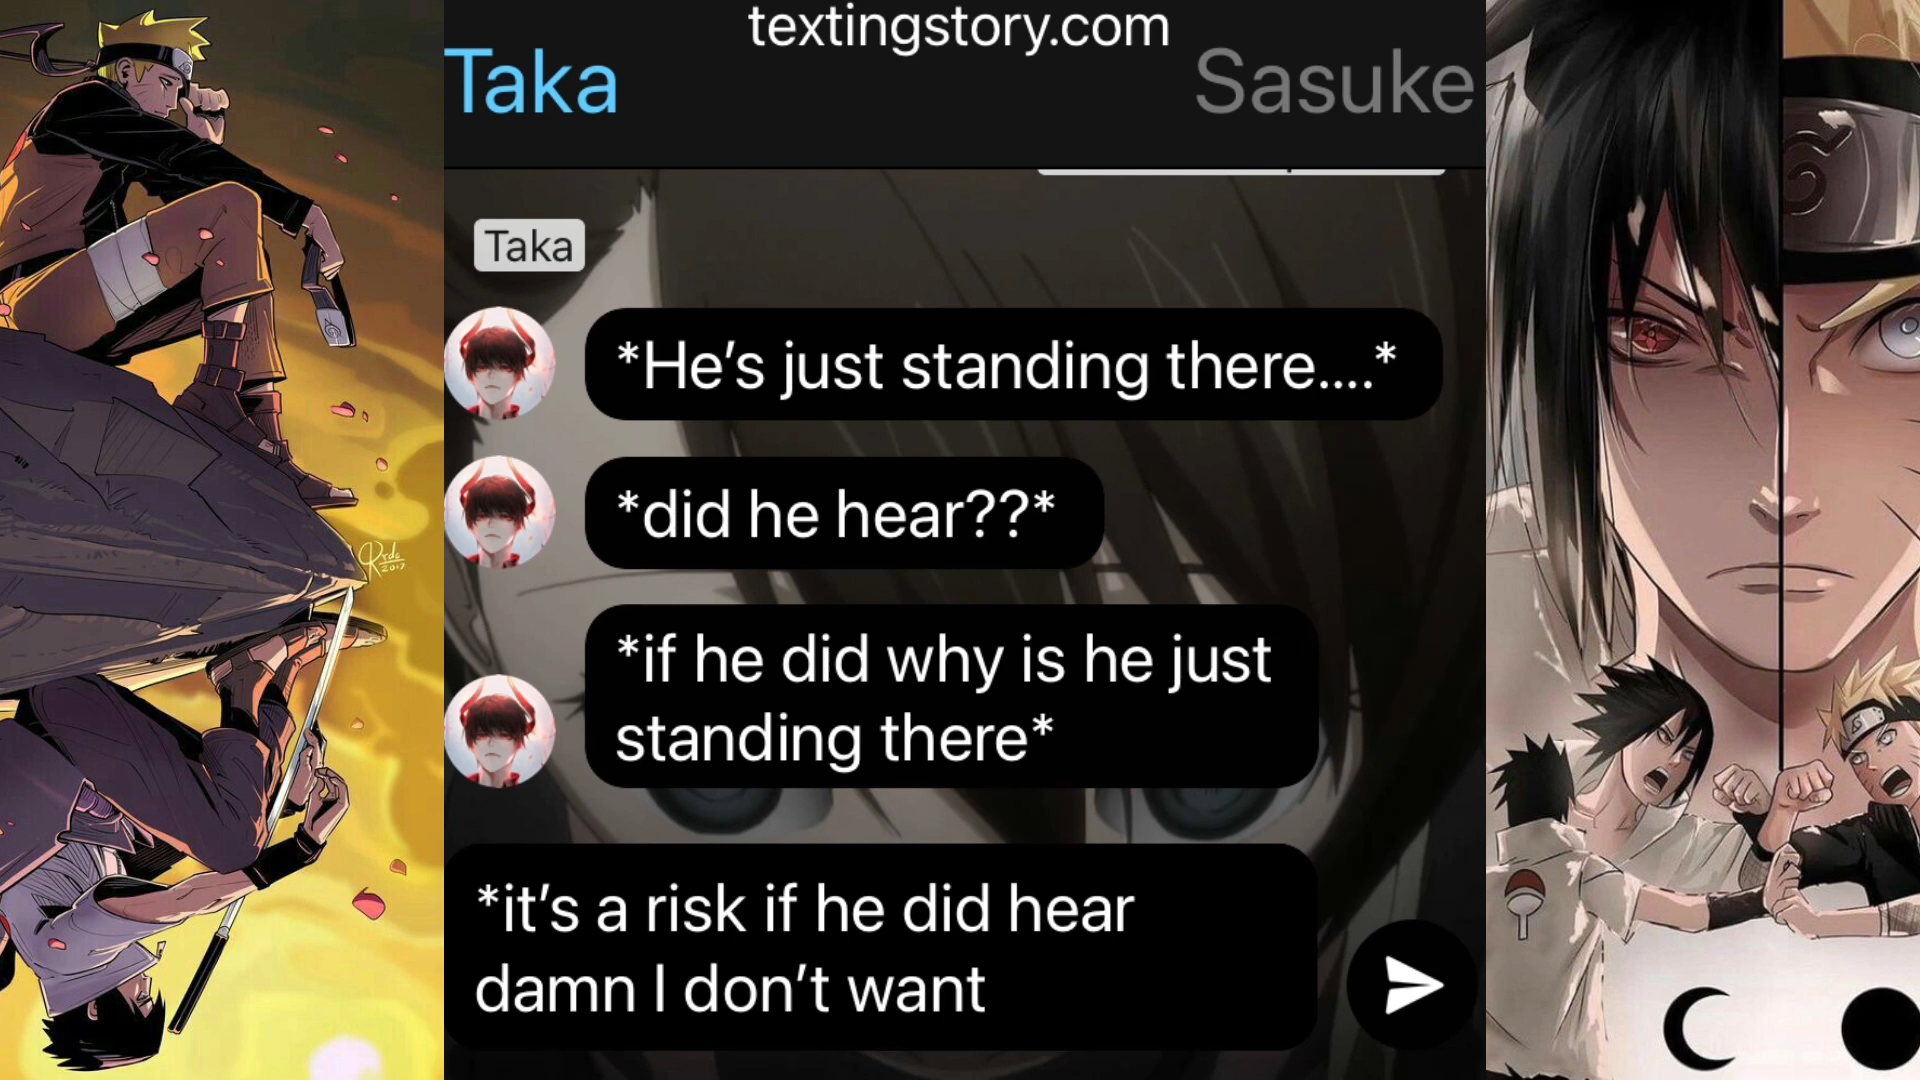 textingstory.com
Taka
Sasuke
Taka
*He’s just standing there....*
*did he hear??*
*if he did why is he just
standing there*
*it’s a risk if he did hear
damn I don’t want
2017